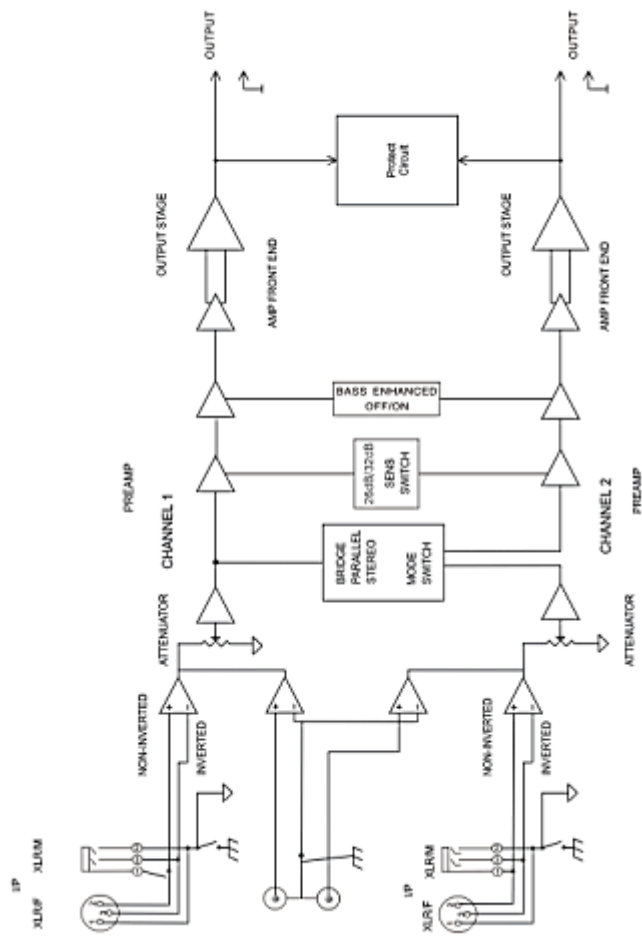 I/P
XLR/F
XLR/M
NON-INVERTED
INVERTED
+
−
ATTENUATOR
PREAMP
CHANNEL 1
OUTPUT STAGE
AMP FRONT END
OUTPUT
+
−
BRIDGE
PARALLEL
STEREO
MODE
SWITCH
26dB/32dB
SENS
SWITCH
BASS ENHANCED
OFF/ON
Protect
Circuit
+
−
I/P
XLR/F
XLR/M
NON-INVERTED
INVERTED
+
−
ATTENUATOR
CHANNEL 2
PREAMP
OUTPUT STAGE
AMP FRONT END
OUTPUT